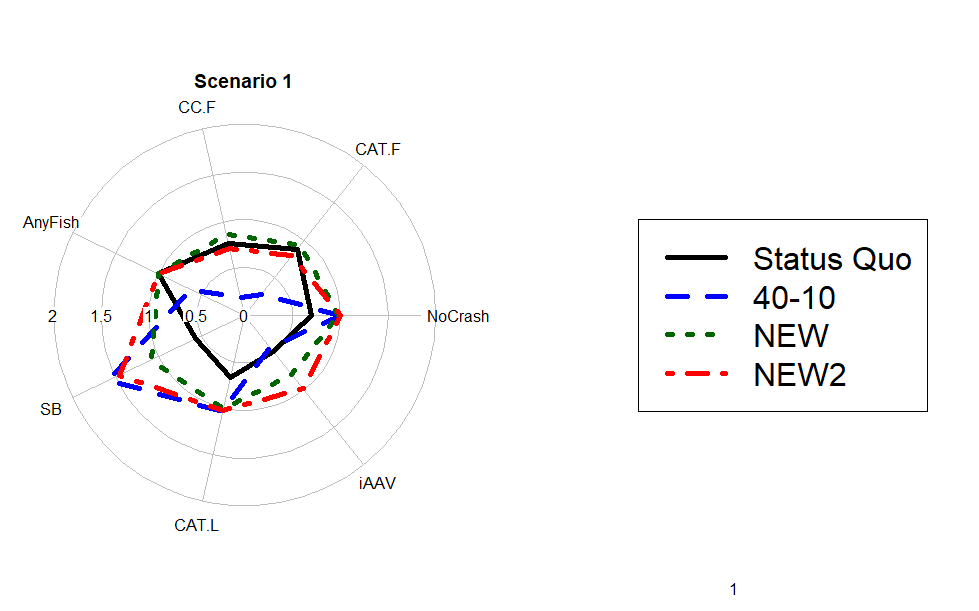 Scenario 1
CC.F
CAT.F
AnyFish
2 1.5 1 0.5 0
NoCrash
SB
iAAV
CAT.L
Status Quo
40-10
NEW
NEW2
1